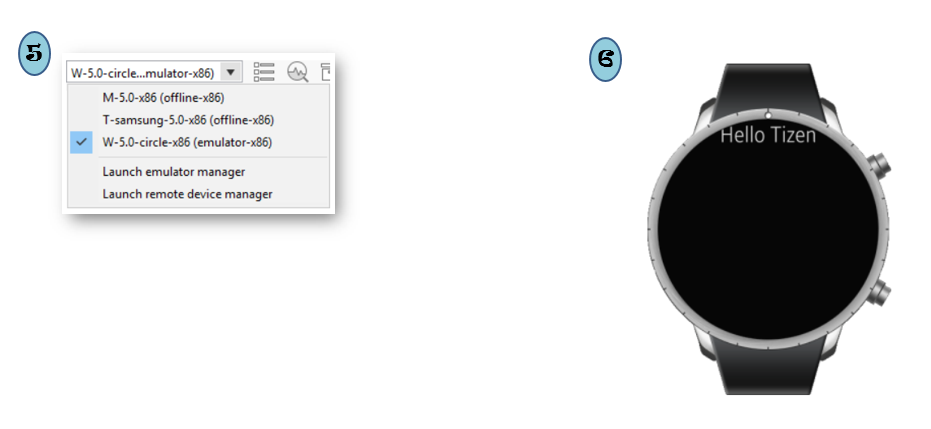 5
W-5.0-circle...mulator-x86)
M-5.0-x86 (offline-x86)
T-samsung-5.0-x86 (offline-x86)
W-5.0-circle-x86 (emulator-x86)
Launch emulator manager
Launch remote device manager
6
Hello Tizen